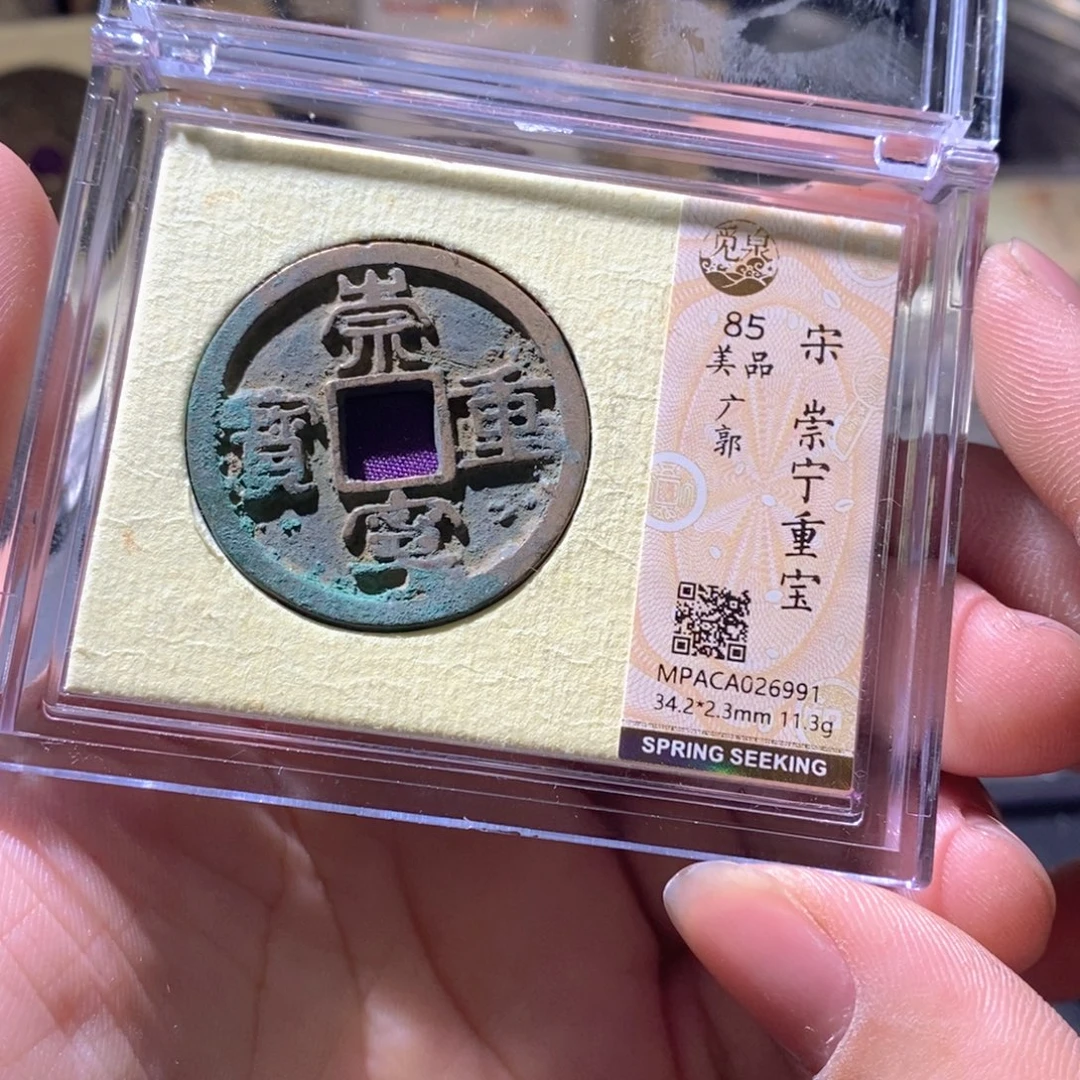 崇
重
寧
寶
觅泉
85
美品
广
郭
宋 崇宁重宝
MPACA026991
34.2*2.3mm 11.3g
SPRING SEEKING